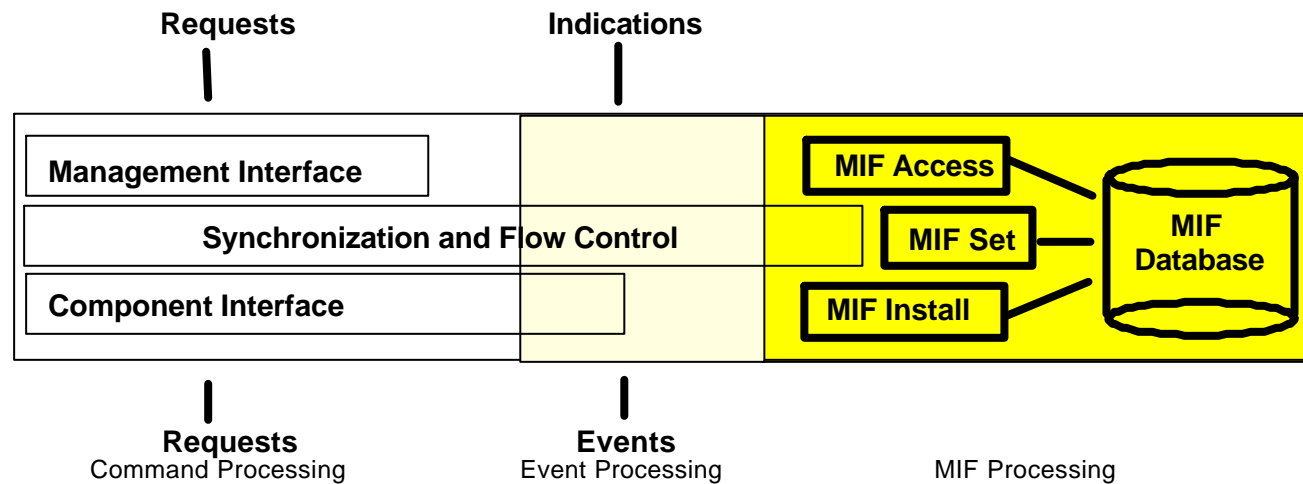 Requests
Indications
Management Interface
MIF Access
Synchronization and Flow Control
MIF Set
MIF
Database
Component Interface
MIF Install
Requests
Events
Command Processing
Event Processing
MIF Processing